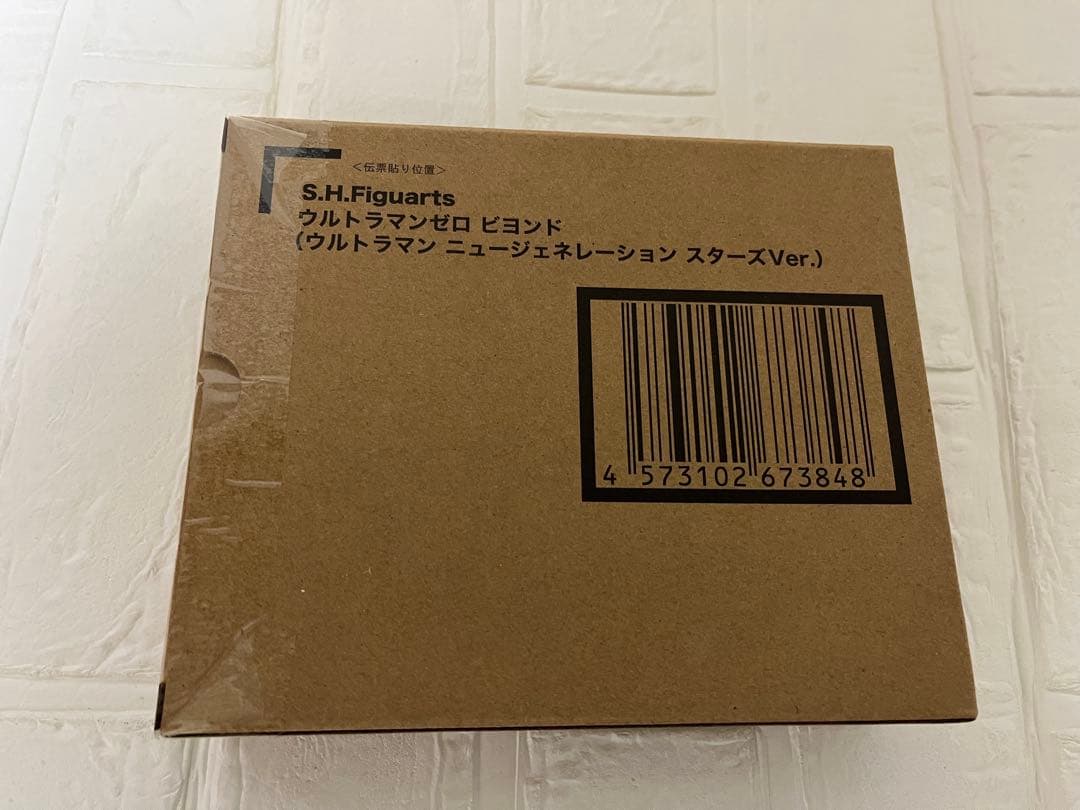 <伝票貼り位置>
S.H.Figuarts
ウルトラマンゼロ ビヨンド
(ウルトラマン ニュージェネレーション スターズVer.)
4 573102 673848